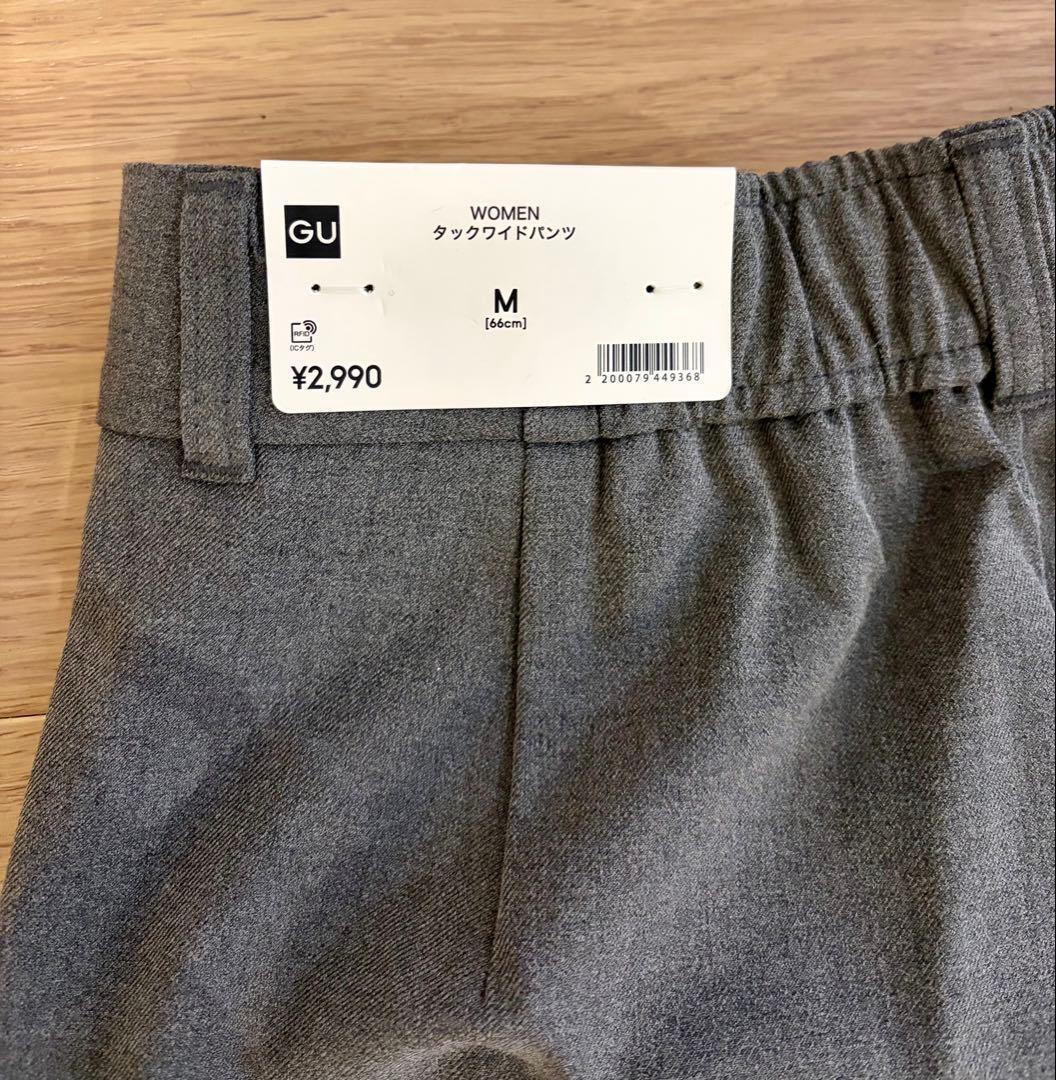 GU
WOMEN
タックワイドパンツ
M
[66cm]
RFID
(ICタグ)
¥2,990
2 200079 449368